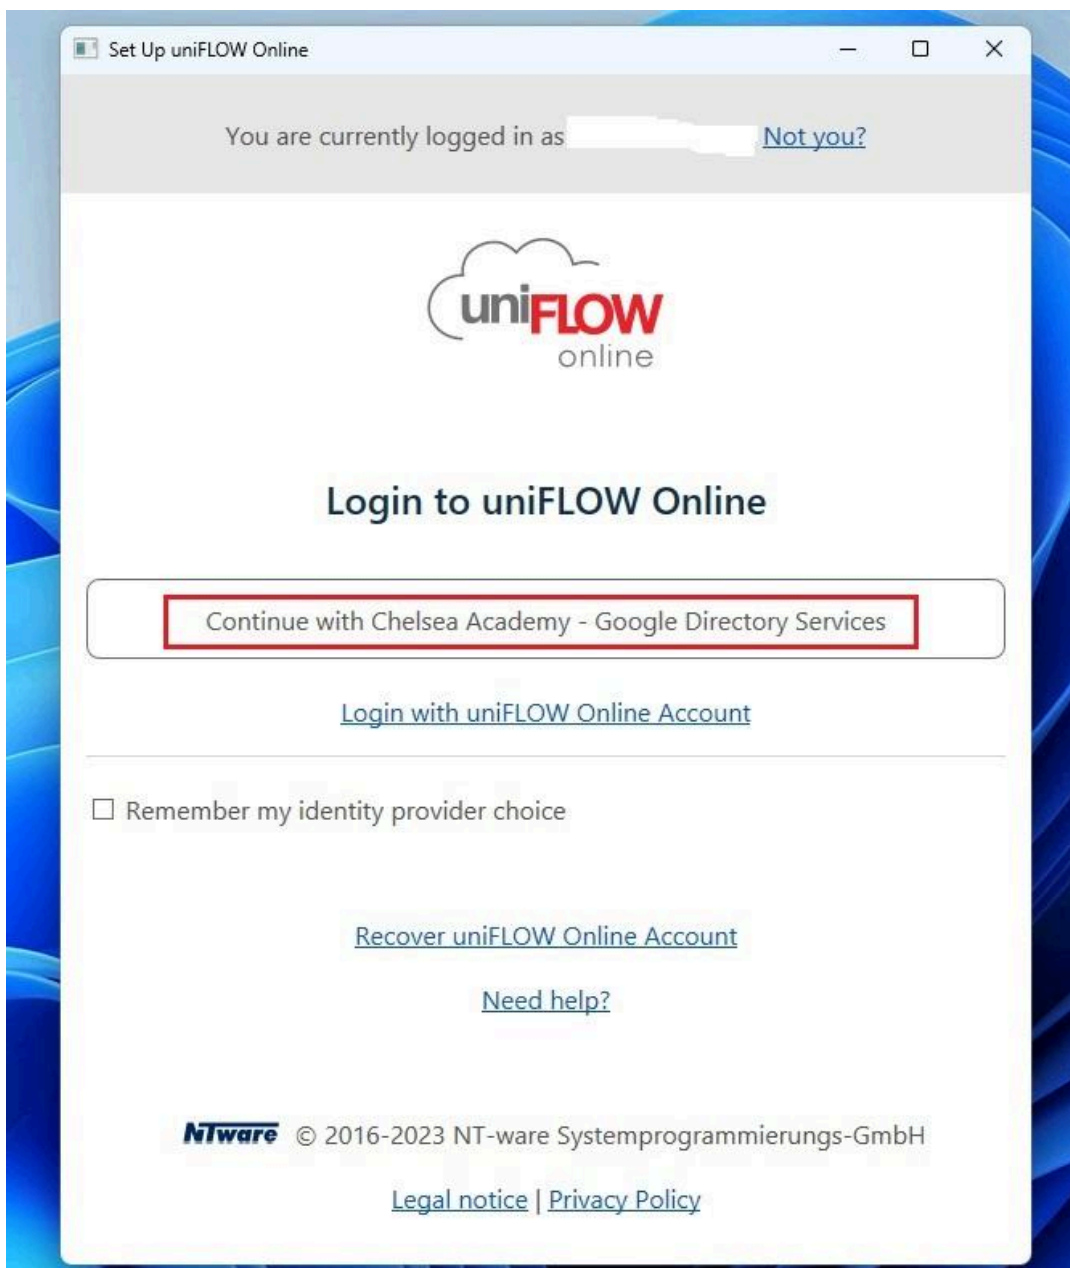 Set Up uniFLOW Online
You are currently logged in as Not you?
uniFLOW
online
Login to uniFLOW Online
Continue with Chelsea Academy - Google Directory Services
Login with uniFLOW Online Account
Remember my identity provider choice
Recover uniFLOW Online Account
Need help?
NTware © 2016-2023 NT-ware Systemprogrammierungs-GmbH
Legal notice | Privacy Policy